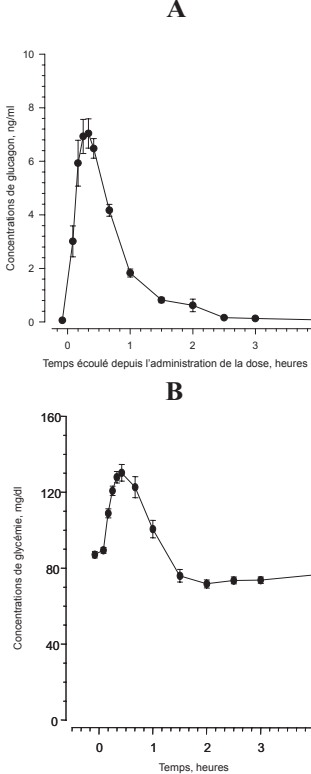 A
Concentrations de glucagon, ng/ml
10
8
6
4
2
0
0 1 2 3
Temps écoulé depuis l'administration de la dose, heures
B
Concentrations de glycémie, mg/dl
160
120
80
40
0
0 1 2 3
Temps, heures